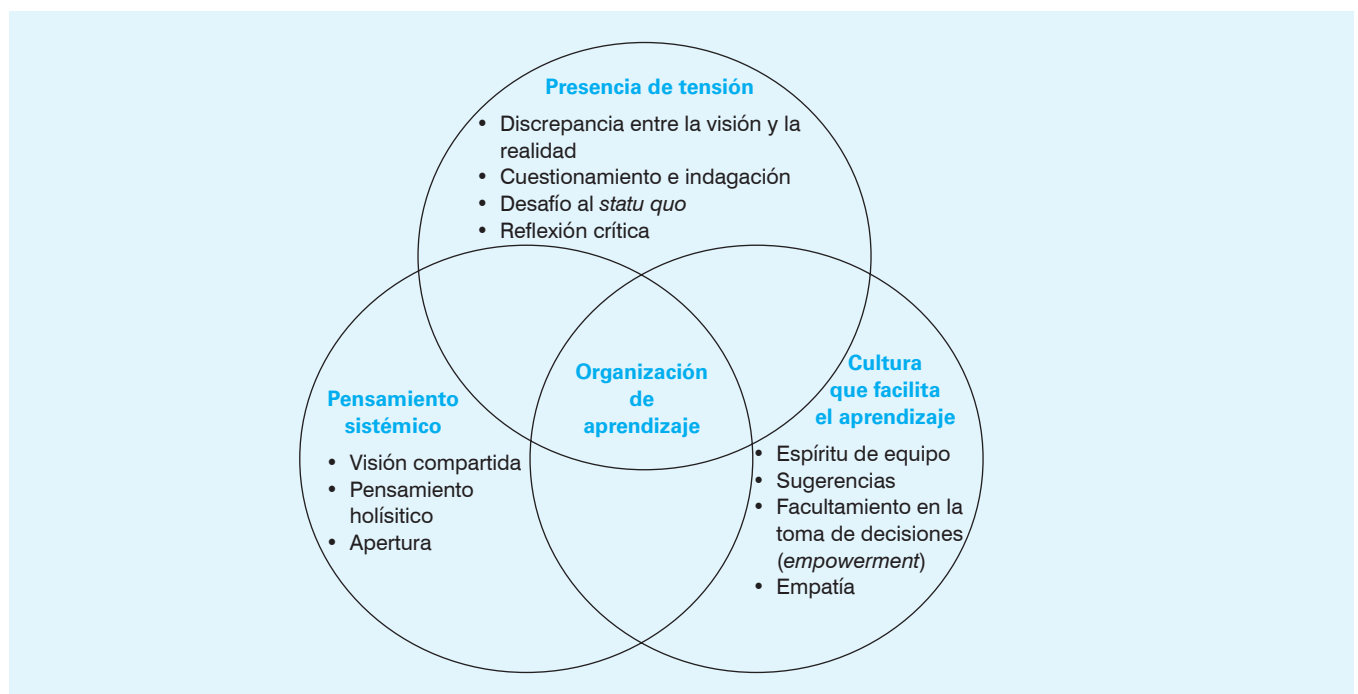 Presencia de tensión
• Discrepancia entre la visión y la
realidad
• Cuestionamiento e indagación
• Desafío al statu quo
• Reflexión crítica
Organización
de
aprendizaje
Pensamiento
sistémico
• Visión compartida
• Pensamiento
holísitico
• Apertura
Cultura
que facilita
el aprendizaje
• Espíritu de equipo
• Sugerencias
• Facultamiento en la
toma de decisiones
(empowerment)
• Empatía